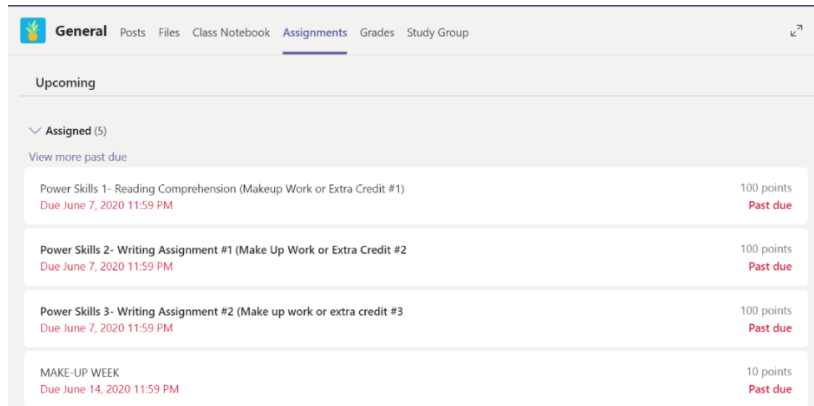 General Posts Files Class Notebook Assignments Grades Study Group
Upcoming
Assigned (5)
View more past due
Power Skills 1- Reading Comprehension (Makeup Work or Extra Credit #1) 100 points
Due June 7, 2020 11:59 PM Past due
Power Skills 2- Writing Assignment #1 (Make Up Work or Extra Credit #2 100 points
Due June 7, 2020 11:59 PM Past due
Power Skills 3- Writing Assignment #2 (Make up work or extra credit #3 100 points
Due June 7, 2020 11:59 PM Past due
MAKE-UP WEEK 10 points
Due June 14, 2020 11:59 PM Past due